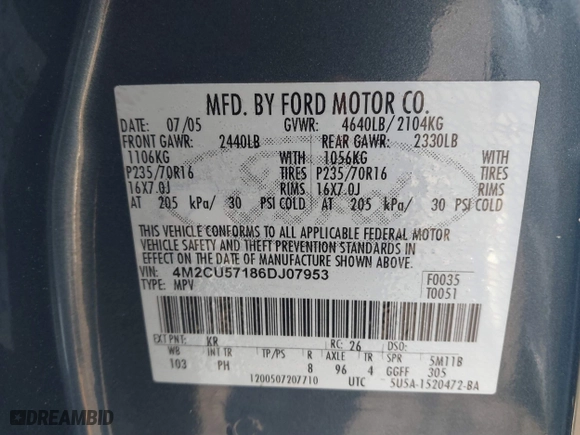 MFD. BY FORD MOTOR CO.
DATE: 07/05 GVWR: 4640LB/2104KG
FRONT GAWR: 2440LB REAR GAWR: 2330LB
1106KG WITH 1056KG WITH
P235/70R16 TIRES P235/70R16 TIRES
16X7.0J RIMS 16X7.0J RIMS
AT 205 kPa/ 30 PSI COLD AT 205 kPa/ 30 PSI COLD
THIS VEHICLE CONFORMS TO ALL APPLICABLE FEDERAL MOTOR
VEHICLE SAFETY AND THEFT PREVENTION STANDARDS IN
EFFECT ON THE DATE OF MANUFACTURE SHOWN ABOVE.
VIN: 4M2CU57186DJ07953
TYPE: MPV
F0035
T0051
EXT PNT: KR RC: 26 DSO:
WB INT TR TP/PS R AXLE TR SPR 5M11B
103 PH 8 96 4 GGFF 305
1200507207710 UTC 5U5A-1520472-BA
Ford
DREAMBID